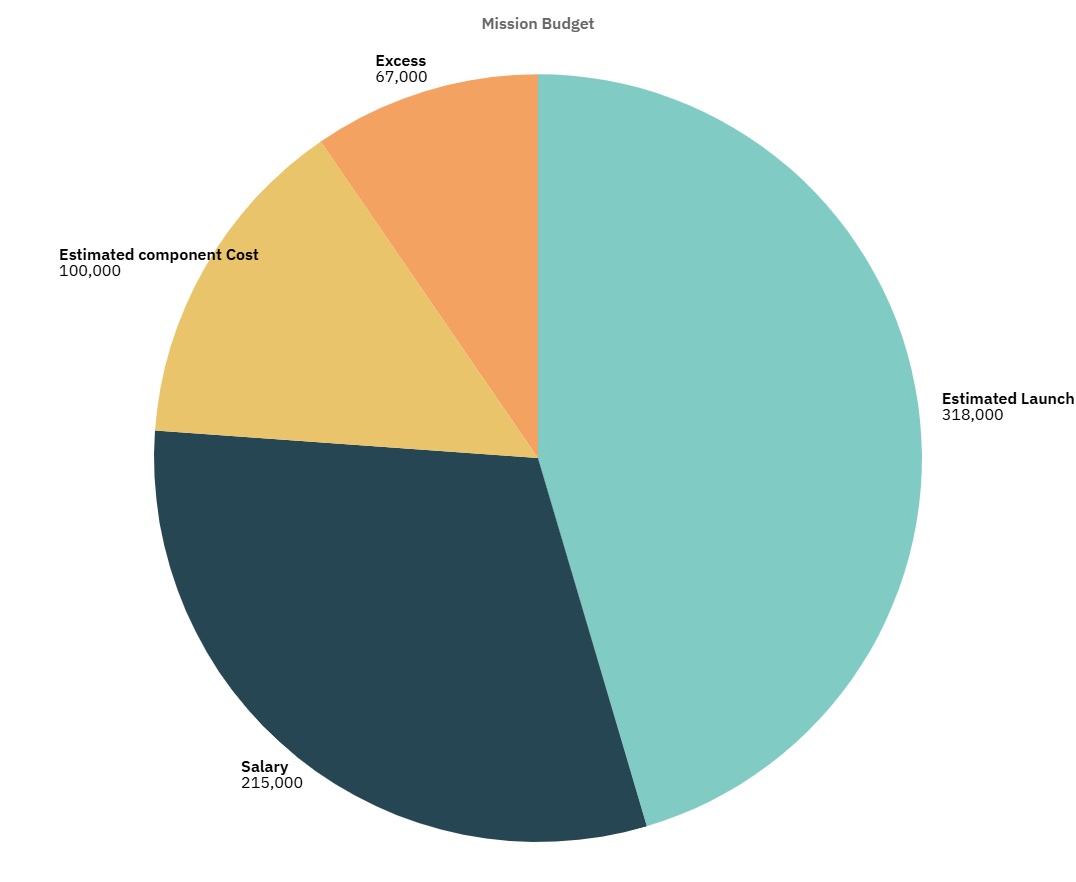 Mission Budget
Excess
67,000
Estimated component Cost
100,000
Estimated Launch
318,000
Salary
215,000